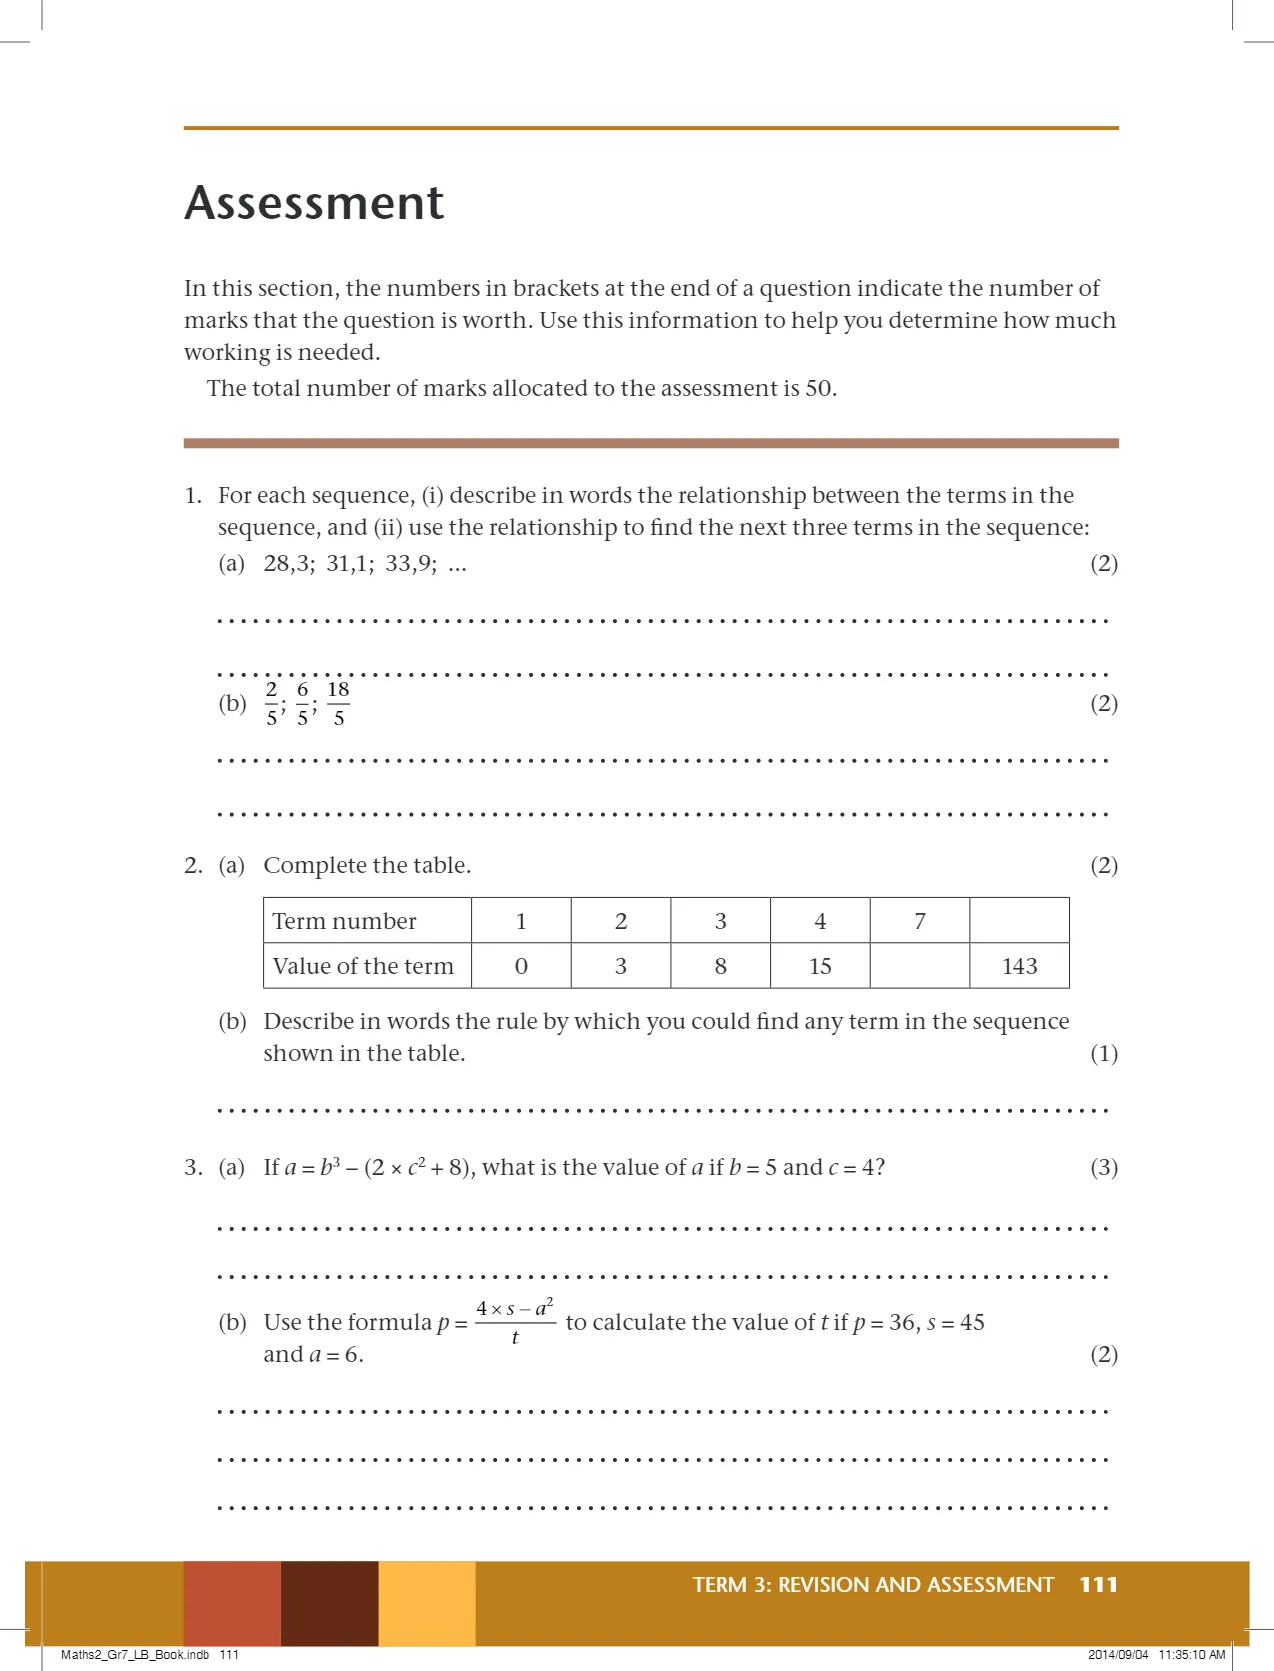 Assessment
In this section, the numbers in brackets at the end of a question indicate the number of
marks that the question is worth. Use this information to help you determine how much
working is needed.
The total number of marks allocated to the assessment is 50.
1. For each sequence, (i) describe in words the relationship between the terms in the
sequence, and (ii) use the relationship to find the next three terms in the sequence:
(a) 28,3; 31,1; 33,9; ... (2)
(b) 2/5; 6/5; 18/5 (2)
2. (a) Complete the table. (2)
Term number 1 2 3 4 7
Value of the term 0 3 8 15 143
(b) Describe in words the rule by which you could find any term in the sequence
shown in the table. (1)
3. (a) If a = b³ – (2 × c² + 8), what is the value of a if b = 5 and c = 4? (3)
(b) Use the formula p = (4 × s – a²)/t to calculate the value of t if p = 36, s = 45
and a = 6. (2)
TERM 3: REVISION AND ASSESSMENT 111
Maths2_Gr7_LB_Book.indb 111 2014/09/04 11:35:10 AM